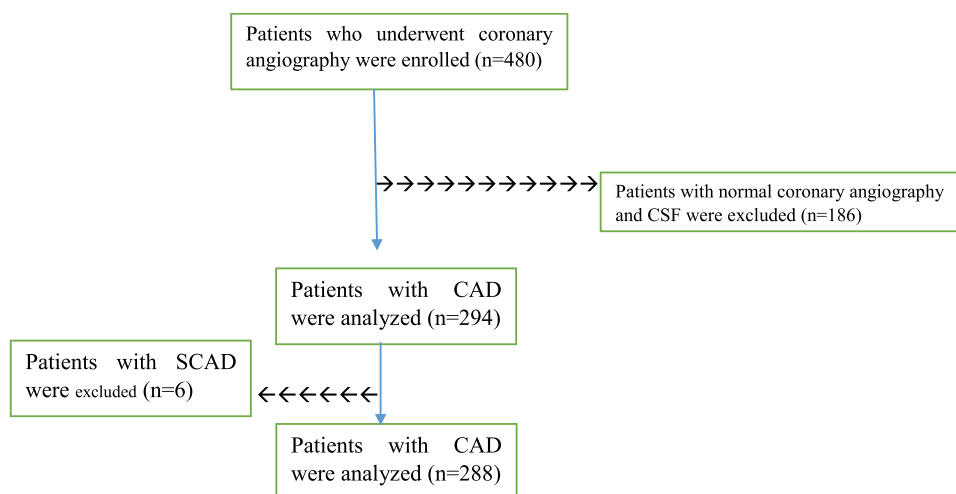 Patients who underwent coronary
angiography were enrolled (n=480)
Patients with normal coronary angiography
and CSF were excluded (n=186)
Patients with CAD
were analyzed (n=294)
Patients with SCAD
were excluded (n=6)
Patients with CAD
were analyzed (n=288)